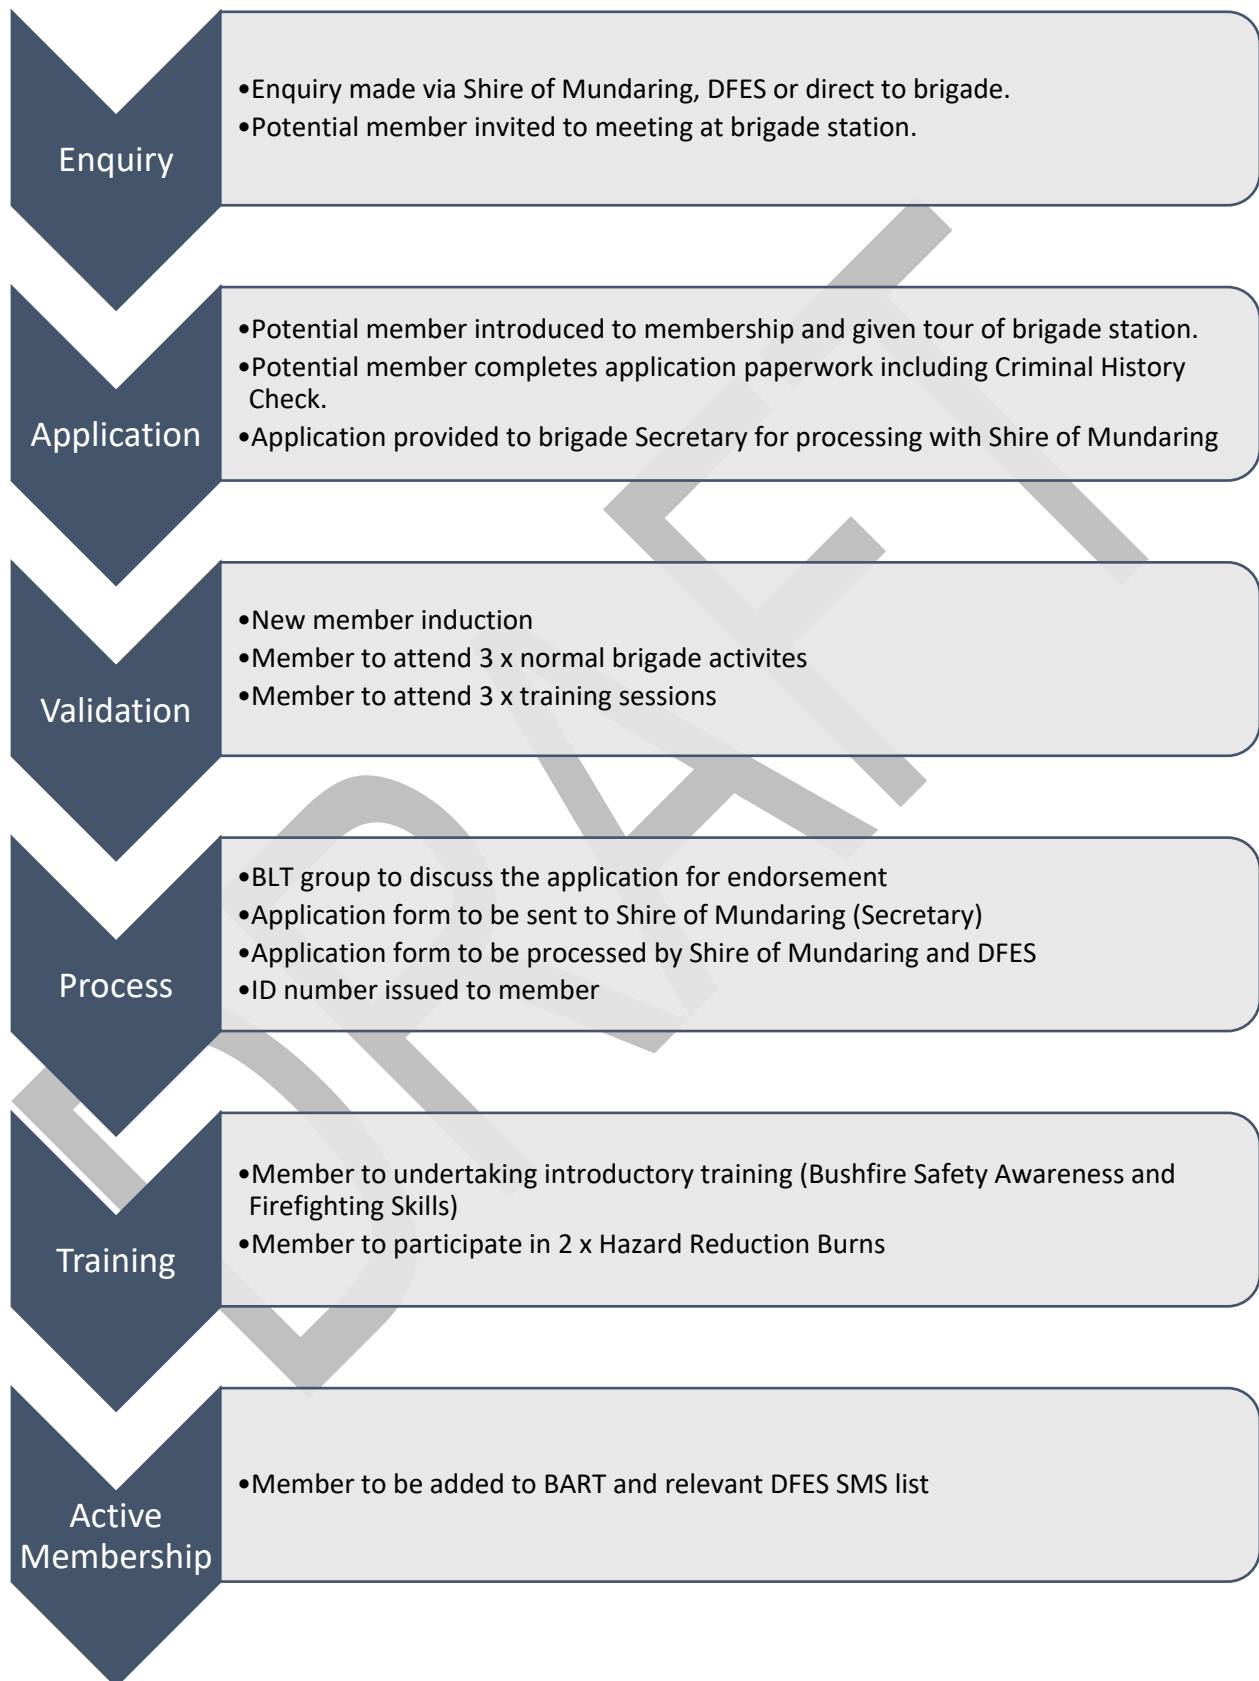 Enquiry
•Enquiry made via Shire of Mundaring, DFES or direct to brigade.
•Potential member invited to meeting at brigade station.
Application
•Potential member introduced to membership and given tour of brigade station.
•Potential member completes application paperwork including Criminal History
Check.
•Application provided to brigade Secretary for processing with Shire of Mundaring
Validation
•New member induction
•Member to attend 3 x normal brigade activites
•Member to attend 3 x training sessions
Process
•BLT group to discuss the application for endorsement
•Application form to be sent to Shire of Mundaring (Secretary)
•Application form to be processed by Shire of Mundaring and DFES
•ID number issued to member
Training
•Member to undertaking introductory training (Bushfire Safety Awareness and
Firefighting Skills)
•Member to participate in 2 x Hazard Reduction Burns
Active
Membership
•Member to be added to BART and relevant DFES SMS list
DRAFT